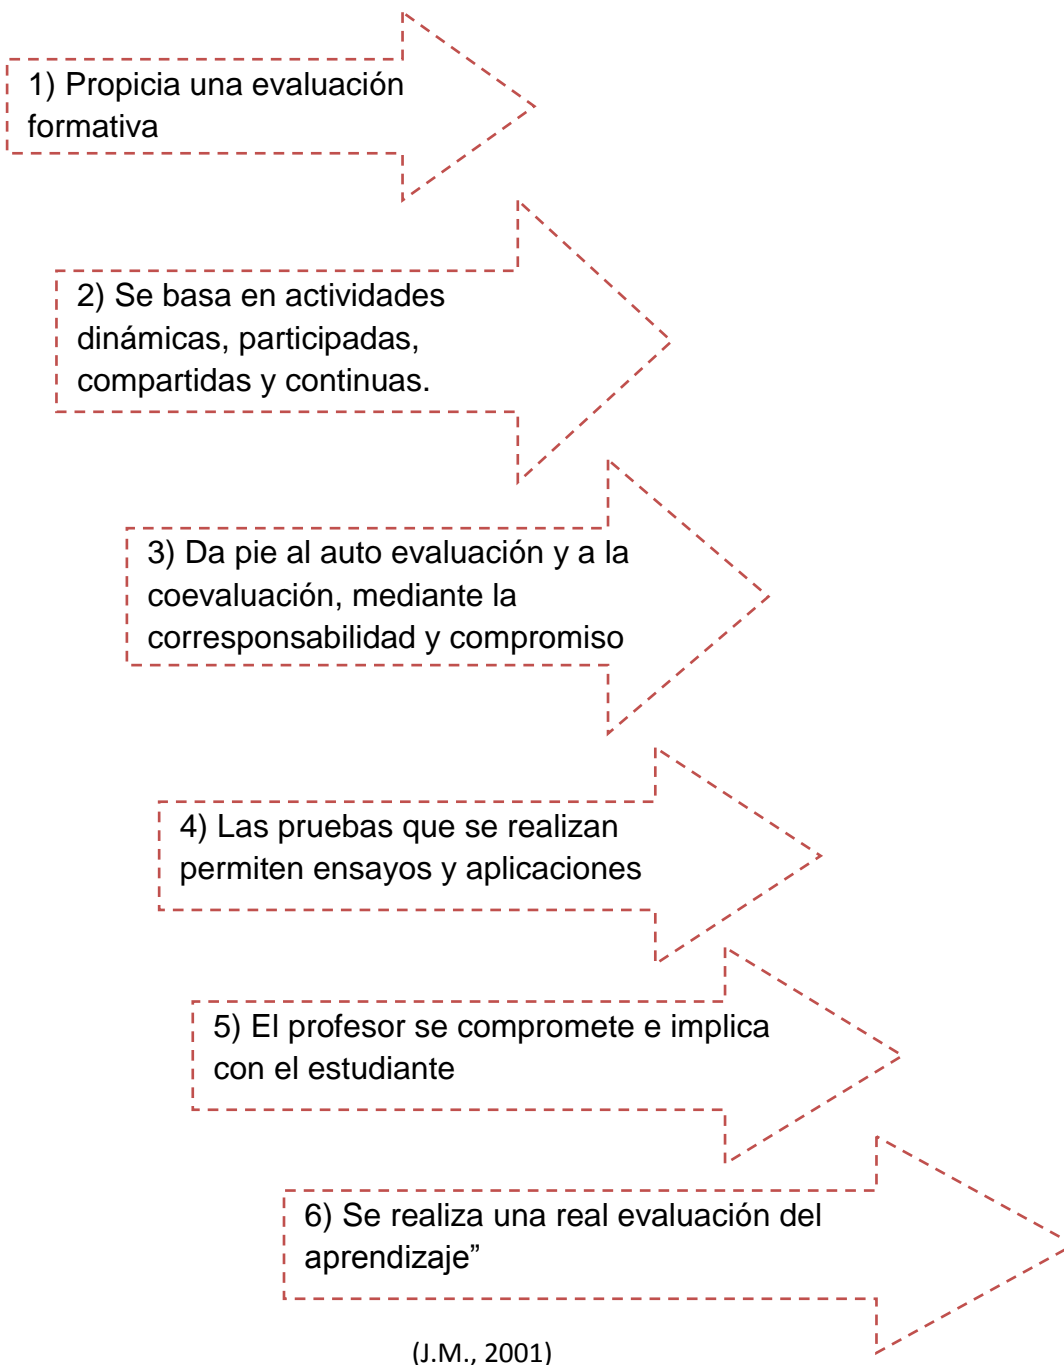 1) Propicia una evaluación
formativa
2) Se basa en actividades
dinámicas, participadas,
compartidas y continuas.
3) Da pie al auto evaluación y a la
coevaluación, mediante la
corresponsabilidad y compromiso
4) Las pruebas que se realizan
permiten ensayos y aplicaciones
5) El profesor se compromete e implica
con el estudiante
6) Se realiza una real evaluación del
aprendizaje”
(J.M., 2001)